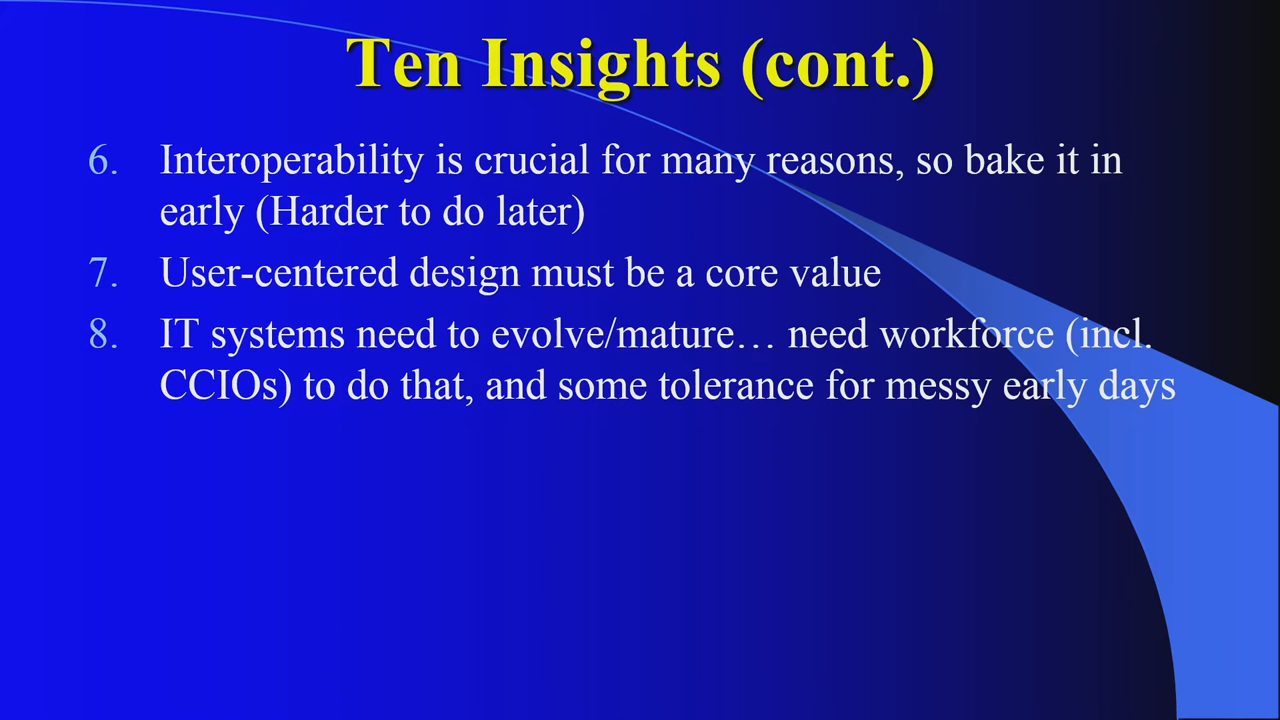 Ten Insights (cont.)
6. Interoperability is crucial for many reasons, so bake it in
early (Harder to do later)
7. User-centered design must be a core value
8. IT systems need to evolve/mature… need workforce (incl.
CCIOs) to do that, and some tolerance for messy early days